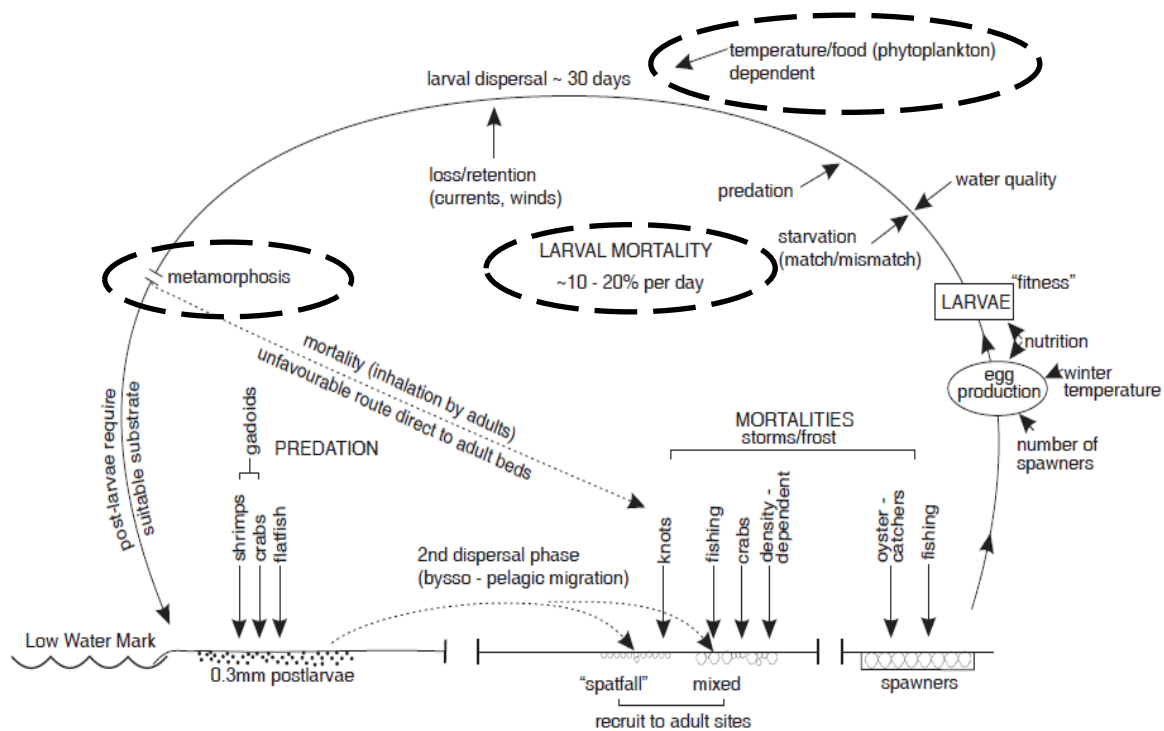 temperature/food (phytoplankton)
dependent
larval dispersal ~ 30 days
loss/retention
(currents, winds)
predation
water quality
starvation
(match/mismatch)
LARVAL MORTALITY
~10 - 20% per day
metamorphosis
"fitness"
LARVAE
nutrition
egg
production
winter
temperature
number of
spawners
mortality (inhalation by adults)
unfavourable route direct to adult beds
MORTALITIES
storms/frost
post-larvae require
suitable substrate
gadoids
PREDATION
shrimps
crabs
flatfish
2nd dispersal phase
(bysso - pelagic migration)
knots
fishing
crabs
density -
dependent
oyster -
catchers
fishing
Low Water Mark
0.3mm postlarvae
"spatfall"
mixed
spawners
recruit to adult sites